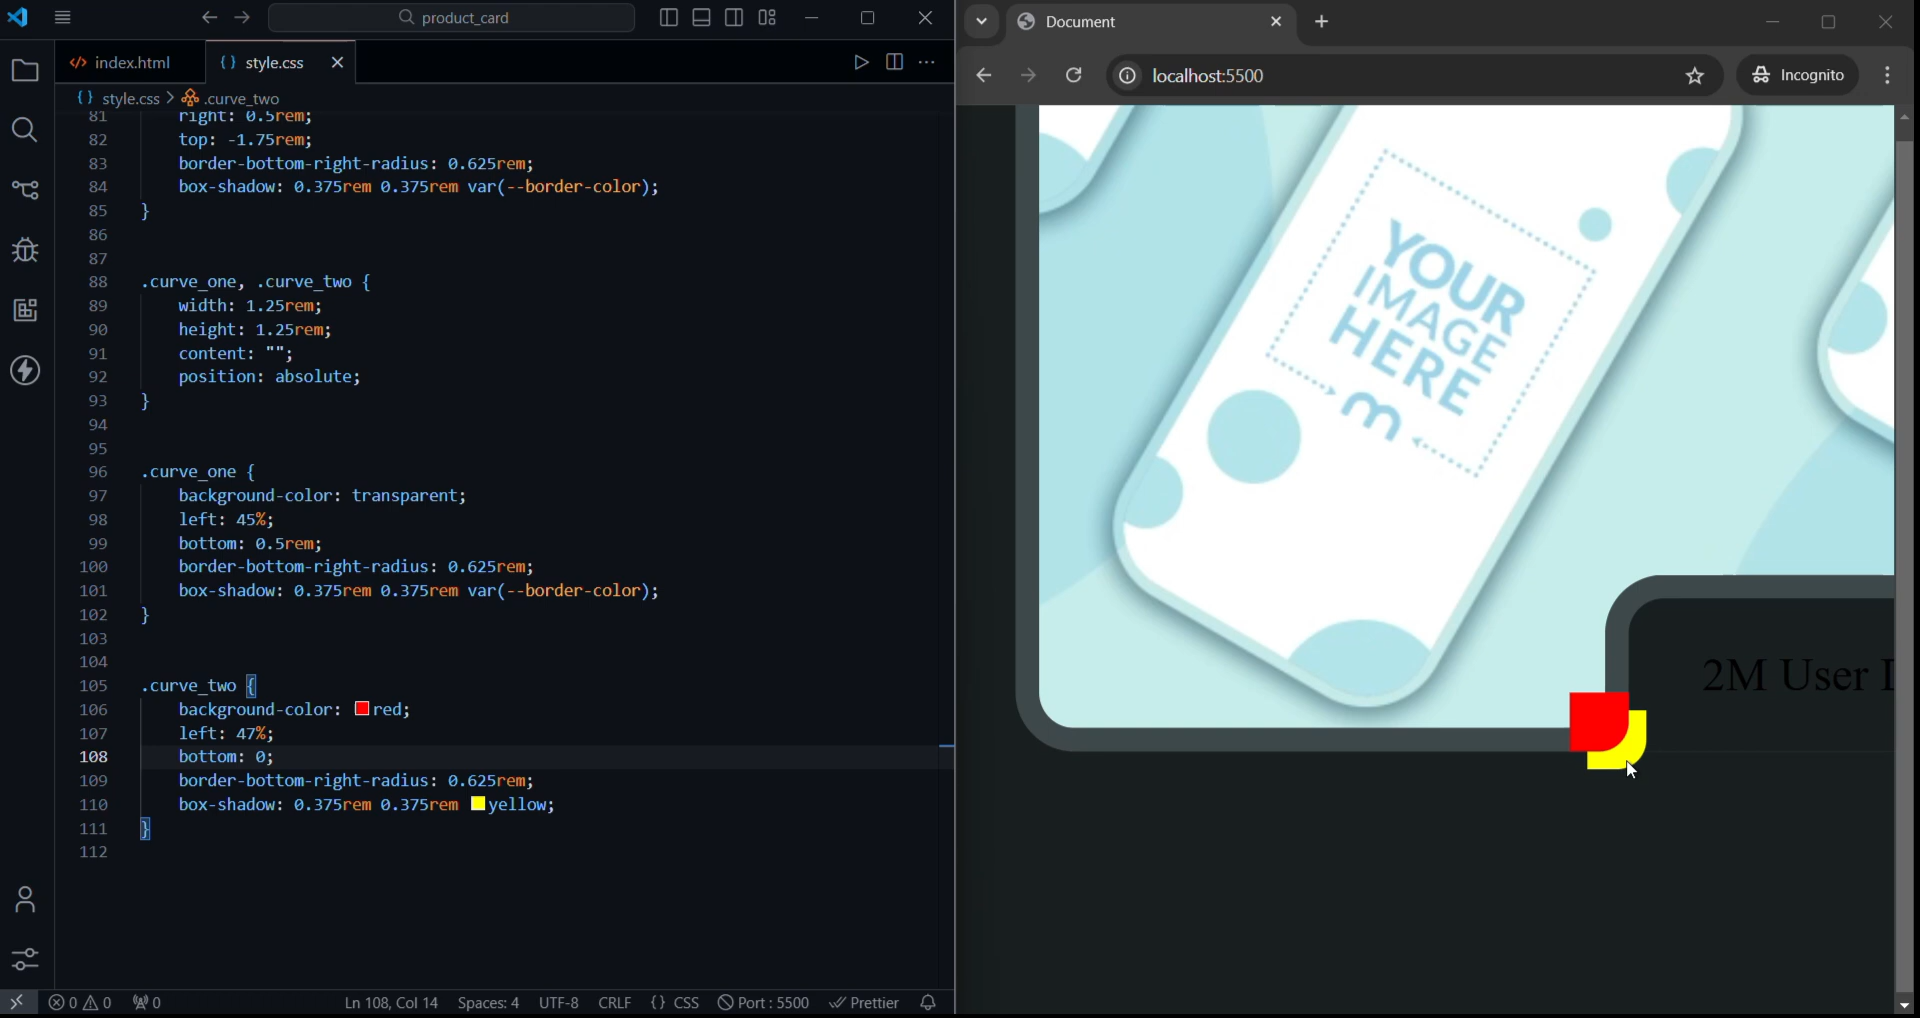 product_card
index.html
style.css
style.css > .curve_two
81 right: 0.5rem;
82 top: -1.75rem;
83 border-bottom-right-radius: 0.625rem;
84 box-shadow: 0.375rem 0.375rem var(--border-color);
85 }
86
87
88 .curve_one, .curve_two {
89 width: 1.25rem;
90 height: 1.25rem;
91 content: "";
92 position: absolute;
93 }
94
95
96 .curve_one {
97 background-color: transparent;
98 left: 45%;
99 bottom: 0.5rem;
100 border-bottom-right-radius: 0.625rem;
101 box-shadow: 0.375rem 0.375rem var(--border-color);
102 }
103
104
105 .curve_two {
106 background-color: red;
107 left: 47%;
108 bottom: 0;
109 border-bottom-right-radius: 0.625rem;
110 box-shadow: 0.375rem 0.375rem yellow;
111 }
112
0 0 0 Ln 108, Col 14 Spaces: 4 UTF-8 CRLF {} CSS Port : 5500 Prettier
Document
localhost:5500
Incognito
YOUR
IMAGE
HERE
m
2M User